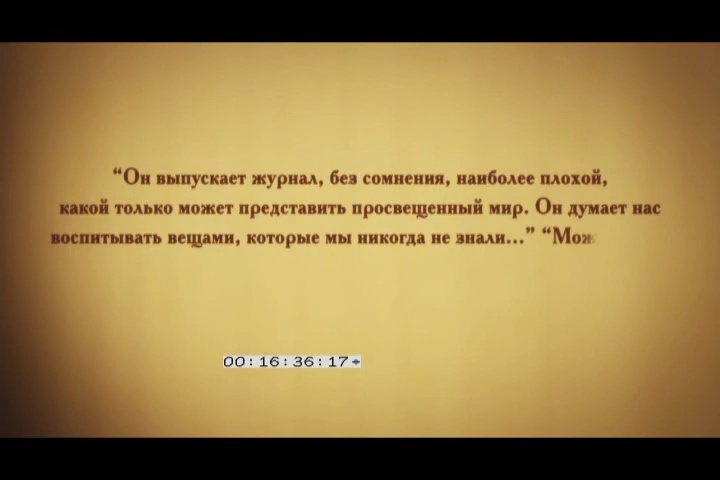 “Он выпускает журнал, без сомнения, наиболее плохой,
какой только может представить просвещенный мир. Он думает нас
воспитывать вещами, которые мы никогда не знали...” “Мож
00:16:36:17